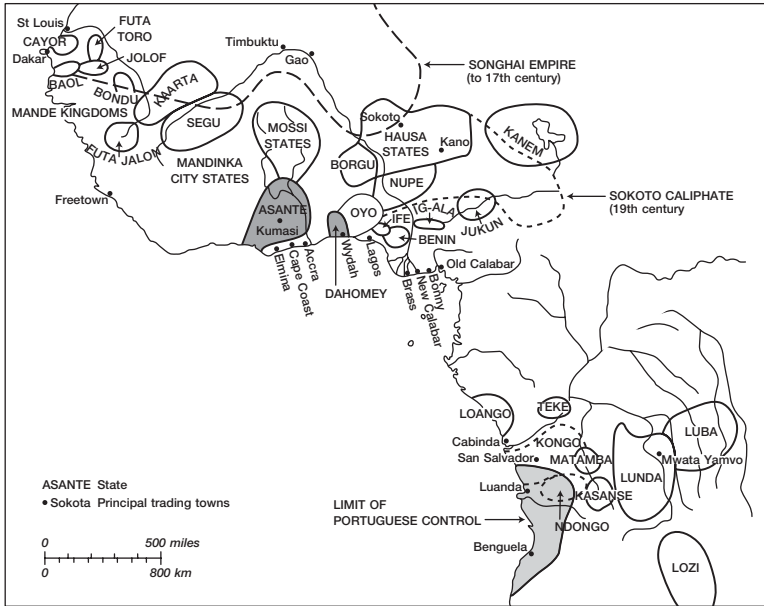 St Louis
FUTA
TORO
CAYOR
Dakar
JOLOF
BAOL
BONDU
KAARTA
MANDE KINGDOMS
SEGU
FUTA JALON
MANDINKA
CITY STATES
Freetown
Timbuktu
Gao
SONGHAI EMPIRE
(to 17th century)
MOSSI
STATES
Sokoto
HAUSA
STATES
Kano
KANEM
BORGU
NUPE
SOKOTO CALIPHATE
(19th century)
ASANTE
Kumasi
OYO
IFE
IG-ALA
JUKUN
BENIN
Elmina
Cape Coast
Accra
Wydah
Lagos
DAHOMEY
Brass
New Calabar
Bonny
Old Calabar
LOANGO
TEKE
Cabinda
KONGO
San Salvador
MATAMBA
LUBA
Mwata Yamvo
LUNDA
Luanda
KASANSE
LIMIT OF
PORTUGUESE CONTROL
NDONGO
Benguela
LOZI
ASANTE State
Sokota Principal trading towns
0 500 miles
0 800 km